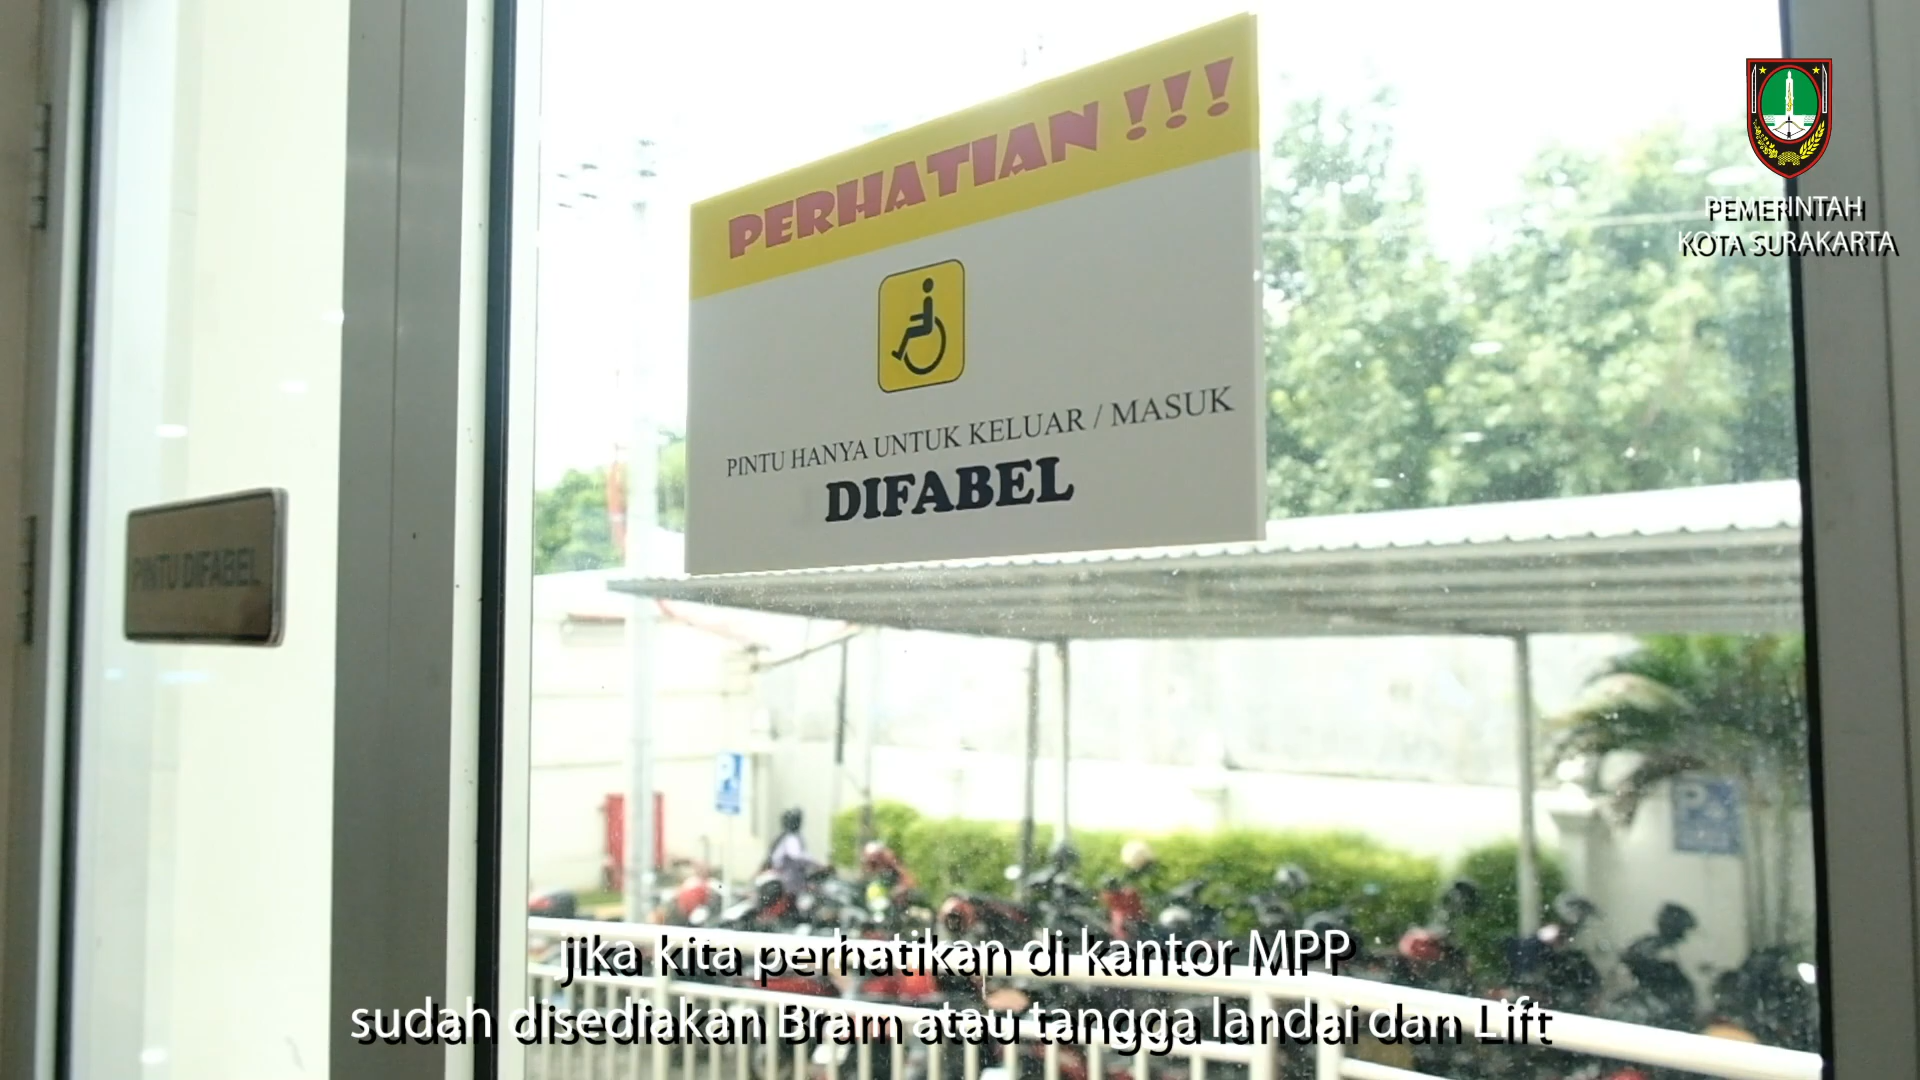 PERHATIAN !!!
PINTU HANYA UNTUK KELUAR / MASUK
DIFABEL
PINTU DIFABEL
P
P
PEMERINTAH
KOTA SURAKARTA
jika kita perhatikan di kantor MPP
sudah disediakan Bram atau tangga landai dan Lift